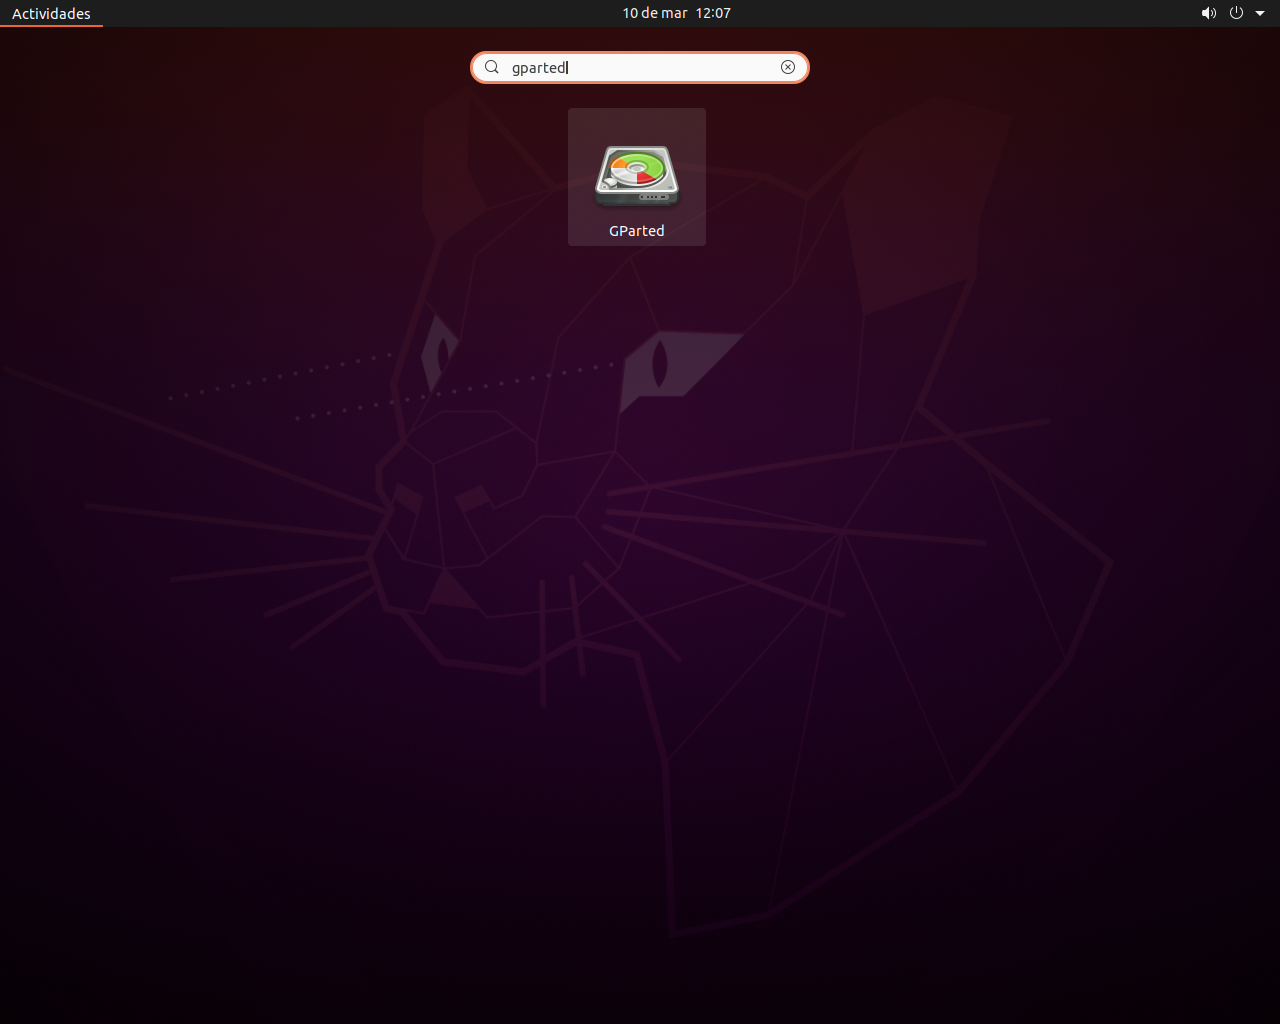 Actividades
10 de mar 12:07
gparted
GParted